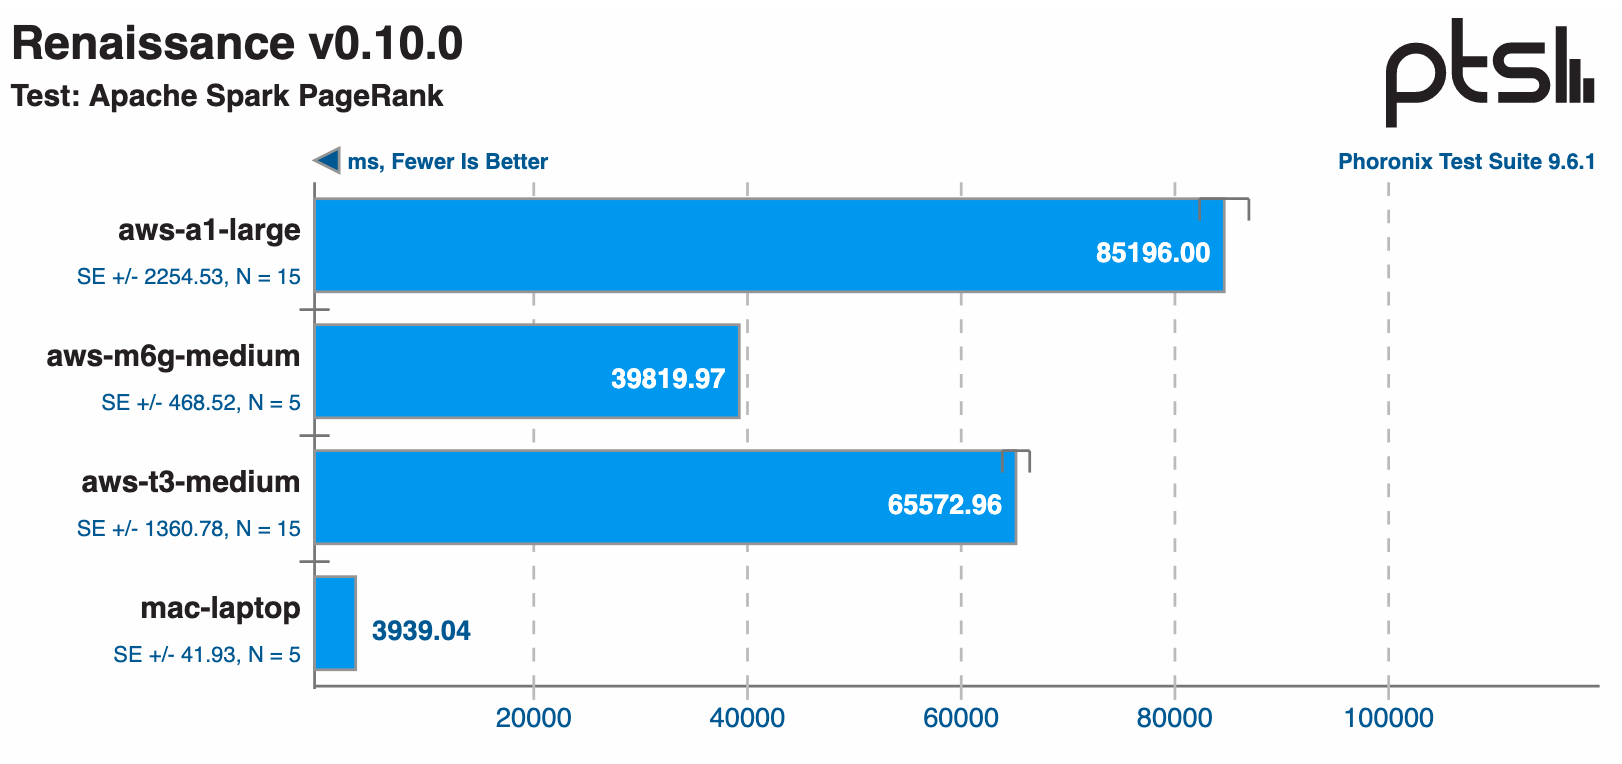 Renaissance v0.10.0
Test: Apache Spark PageRank
pts
ms, Fewer Is Better
Phoronix Test Suite 9.6.1
aws-a1-large
SE +/- 2254.53, N = 15
85196.00
aws-m6g-medium
SE +/- 468.52, N = 5
39819.97
aws-t3-medium
SE +/- 1360.78, N = 15
65572.96
mac-laptop
SE +/- 41.93, N = 5
3939.04
20000
40000
60000
80000
100000